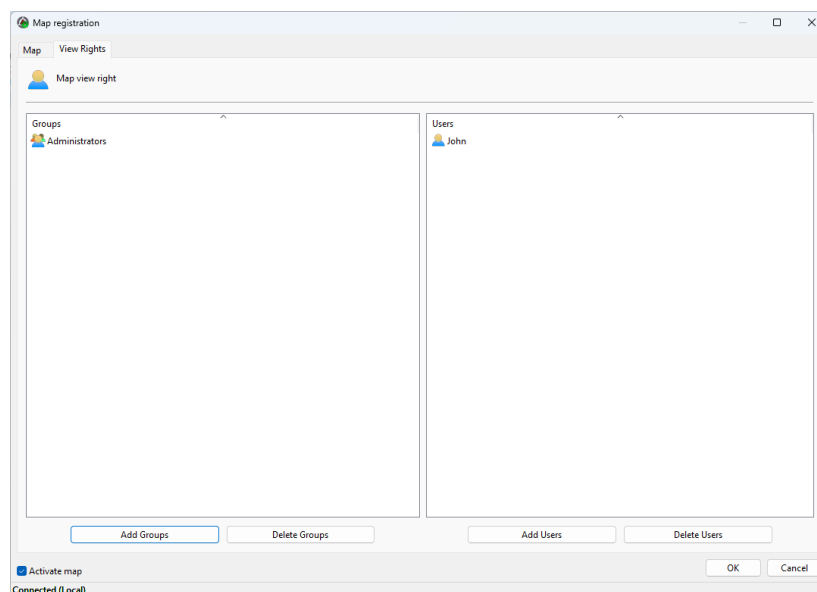 Map registration
Map View Rights
Map view right
Groups
Administrators
Users
John
Add Groups Delete Groups Add Users Delete Users
Activate map
OK Cancel
Connected (Local)